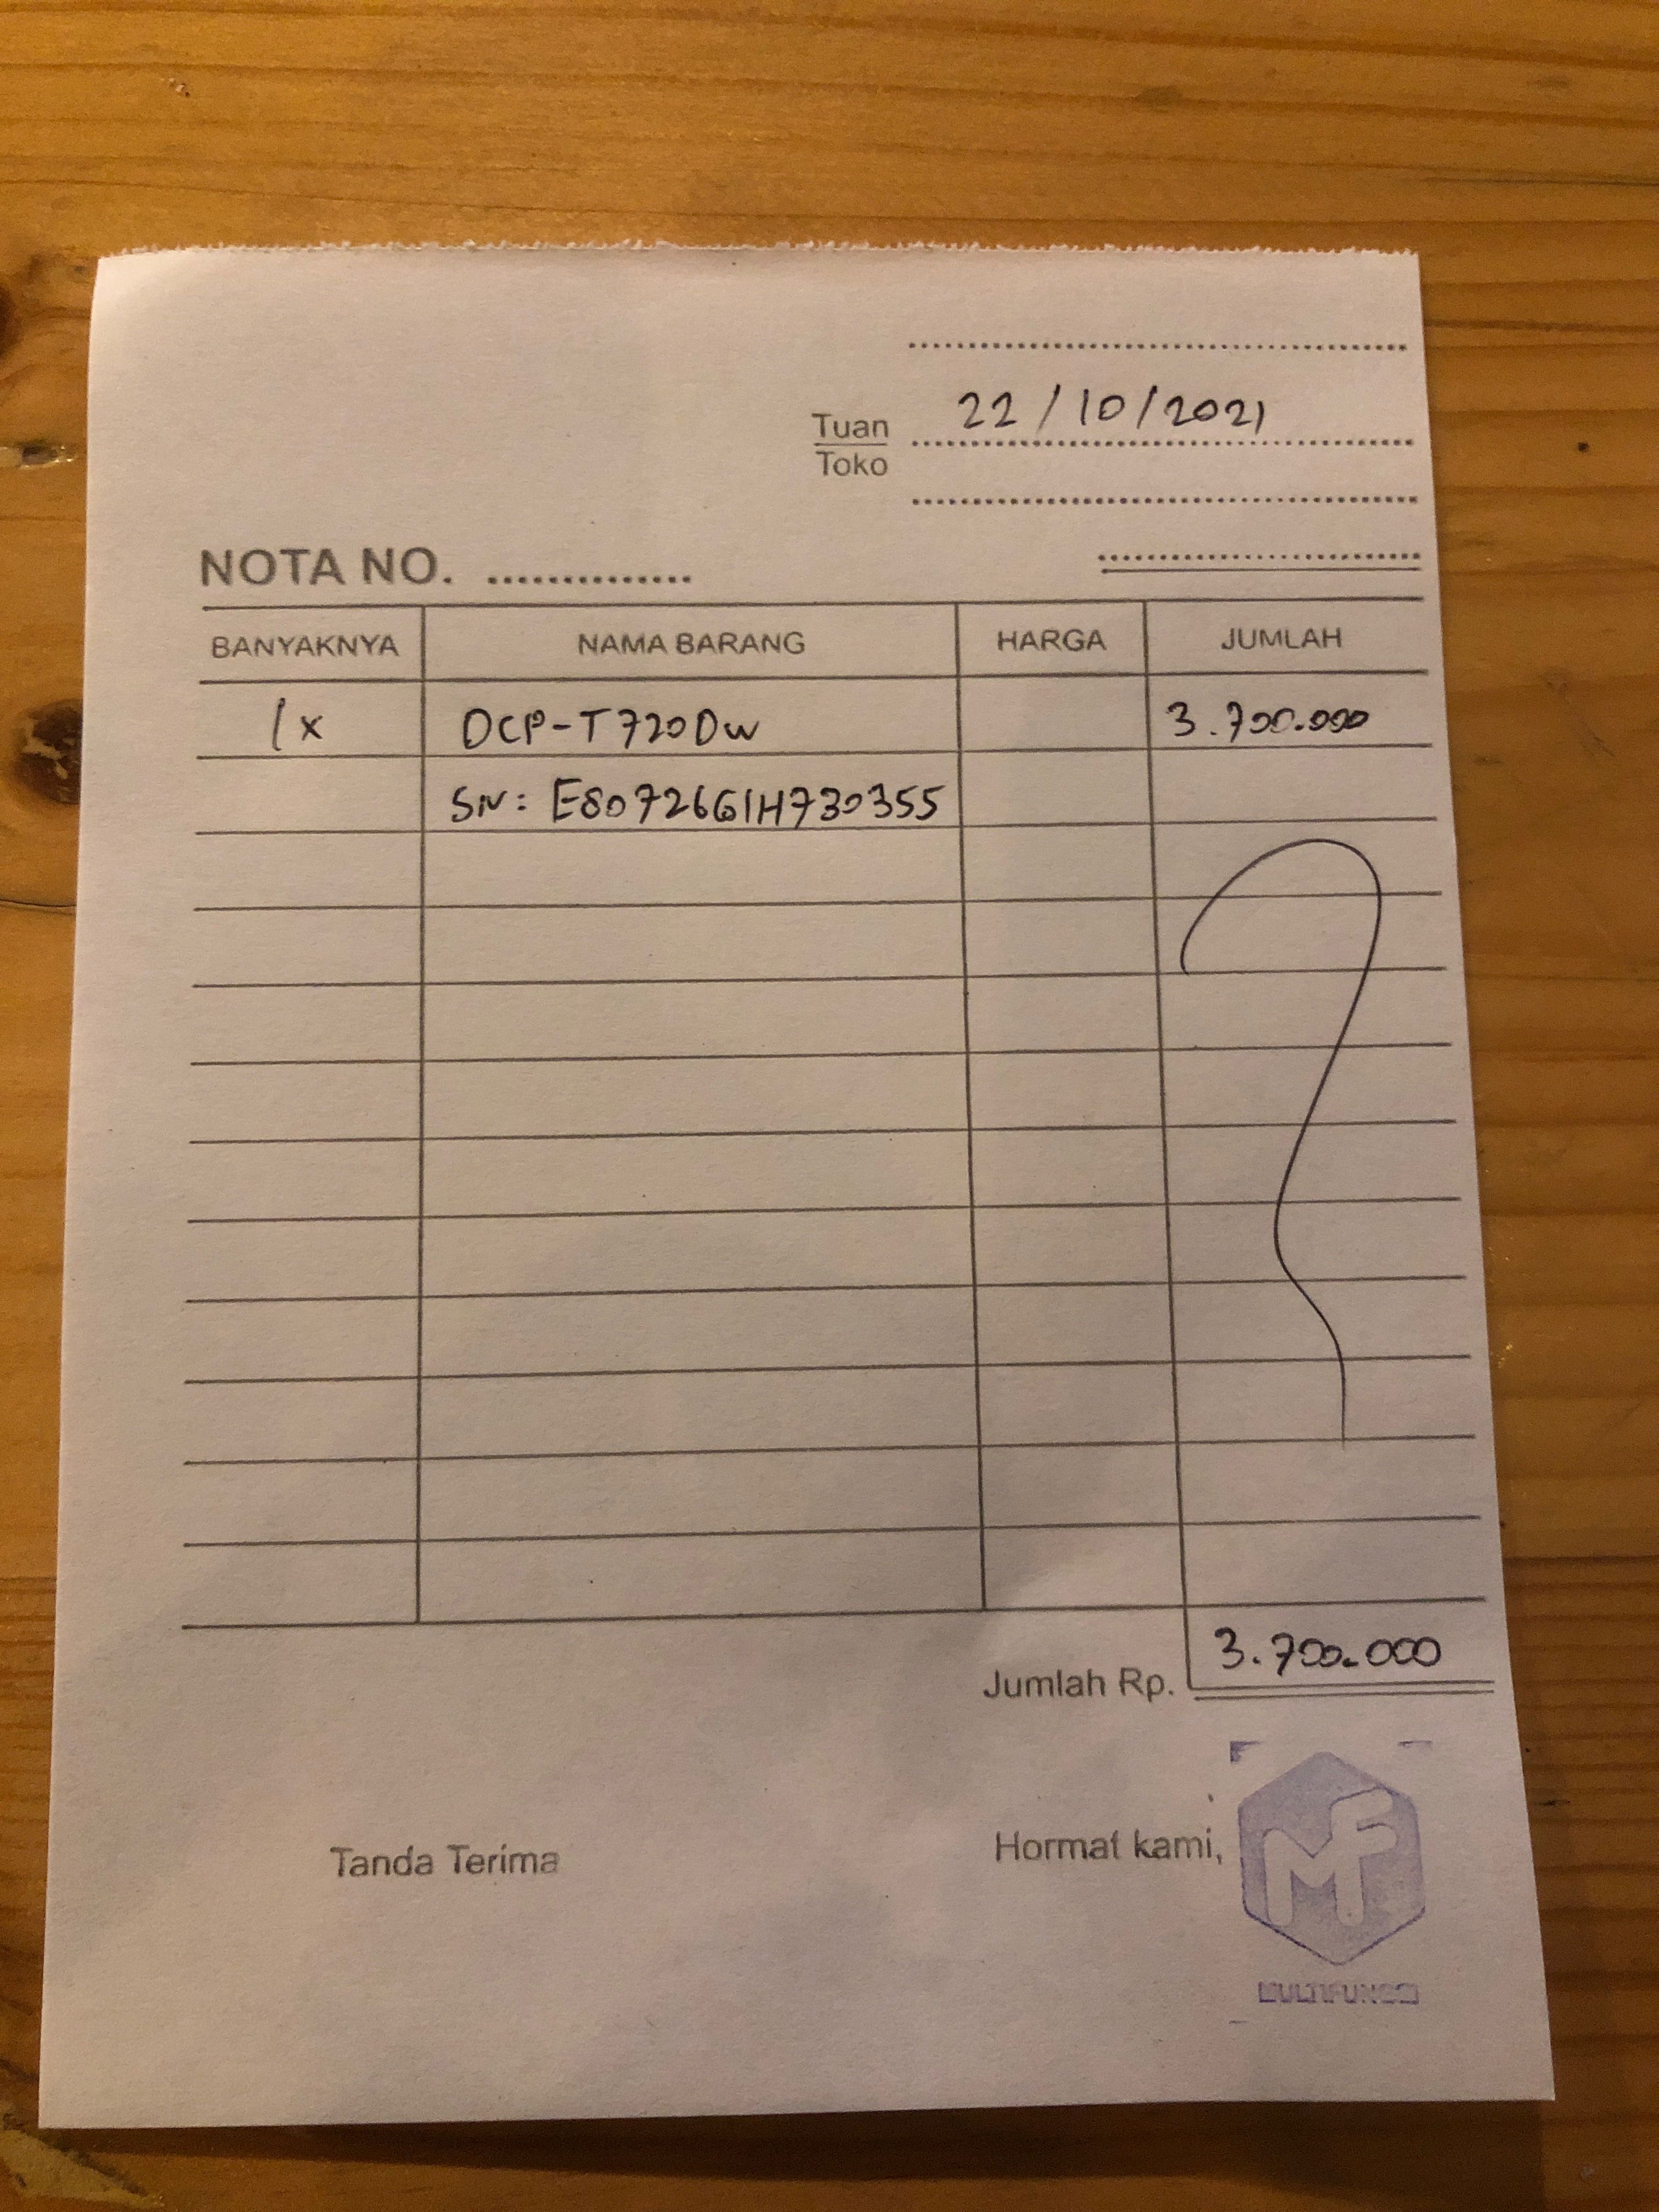 22/10/2021
Tuan
Toko
NOTA NO. ..............
BANYAKNYA NAMA BARANG HARGA JUMLAH
1x DCP-T720DW 3.700.000
SN: E80726G1H730355
Jumlah Rp. 3.700.000
Tanda Terima Hormat kami,
MF
MULTIFUNGSI